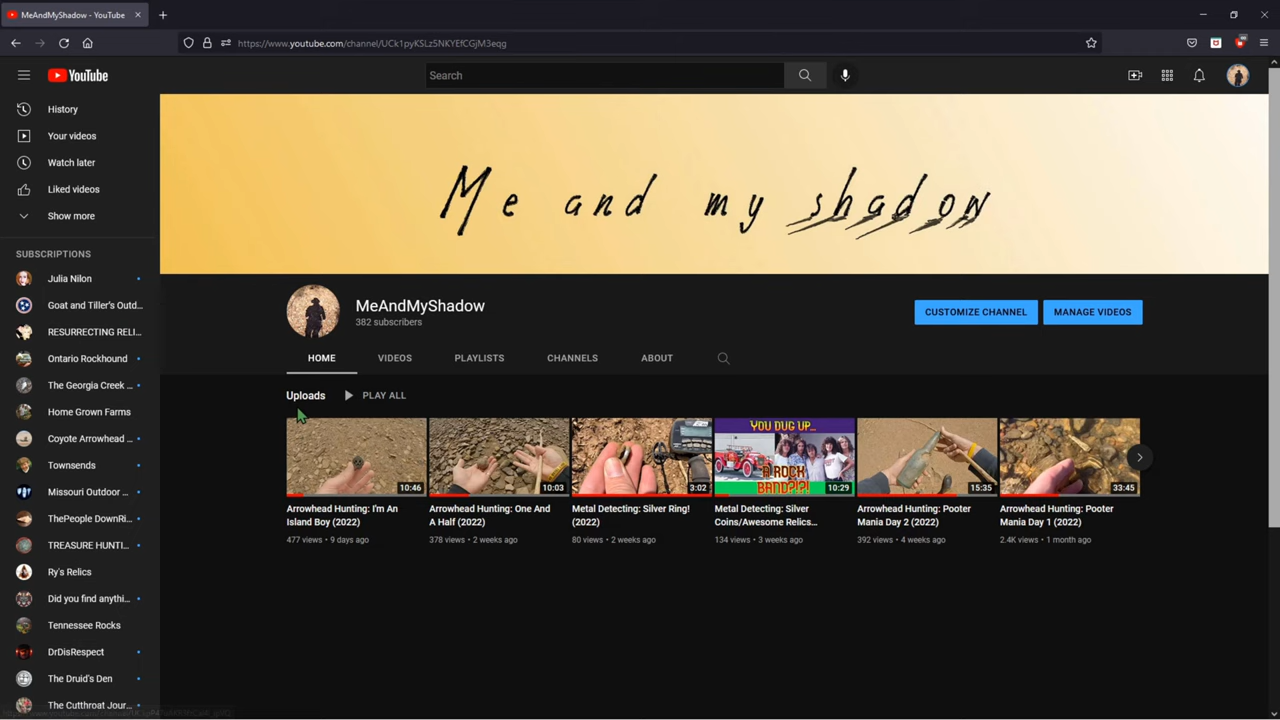 MeAndMyShadow - YouTube
https://www.youtube.com/channel/UCk1pyKSLz5NKYEfCGjM3eqg
YouTube
Search
History
Your videos
Watch later
Liked videos
Show more
SUBSCRIPTIONS
Julia Nilon
Goat and Tiller's Outd...
RESURRECTING RELI...
Ontario Rockhound
The Georgia Creek ...
Home Grown Farms
Coyote Arrowhead ...
Townsends
Missouri Outdoor ...
ThePeople DownRi...
TREASURE HUNTI...
Ry's Relics
Did you find anythi...
Tennessee Rocks
DrDisRespect
The Druid's Den
The Cutthroat Jour...
Me and my shadow
MeAndMyShadow
382 subscribers
CUSTOMIZE CHANNEL
MANAGE VIDEOS
HOME
VIDEOS
PLAYLISTS
CHANNELS
ABOUT
Uploads
PLAY ALL
10:46
Arrowhead Hunting: I'm An
Island Boy (2022)
477 views • 9 days ago
10:03
Arrowhead Hunting: One And
A Half (2022)
378 views • 2 weeks ago
3:02
Metal Detecting: Silver Ring!
(2022)
80 views • 2 weeks ago
YOU DUG UP...
A ROCK
BAND?!?!
10:29
Metal Detecting: Silver
Coins/Awesome Relics...
134 views • 3 weeks ago
15:35
Arrowhead Hunting: Pooter
Mania Day 2 (2022)
392 views • 4 weeks ago
33:45
Arrowhead Hunting: Pooter
Mania Day 1 (2022)
2.4K views • 1 month ago